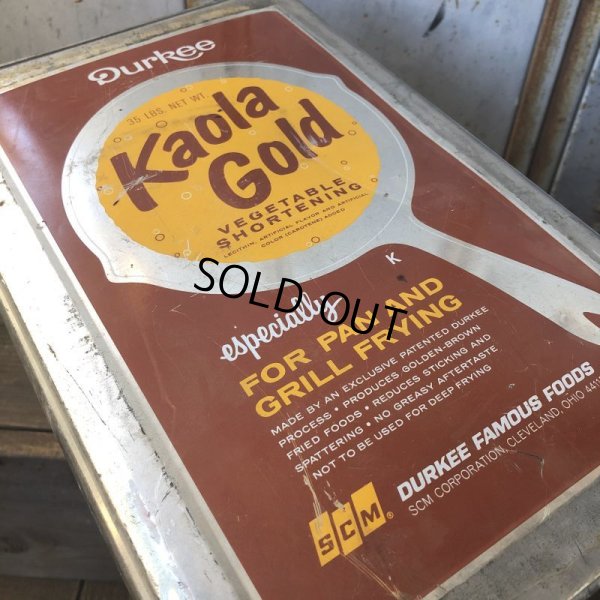 Durkee
35 LBS. NET WT.
Kaola
Gold
VEGETABLE
SHORTENING
LECITHIN, ARTIFICIAL FLAVOR AND ARTIFICIAL
COLOR (CAROTENE) ADDED
K
SOLD OUT
especially
FOR PAN AND
GRILL FRYING
MADE BY AN EXCLUSIVE PATENTED DURKEE
PROCESS • PRODUCES GOLDEN-BROWN
FRIED FOODS • REDUCES STICKING AND
SPATTERING • NO GREASY AFTERTASTE
NOT TO BE USED FOR DEEP FRYING
SCM®
DURKEE FAMOUS FOODS
SCM CORPORATION, CLEVELAND, OHIO